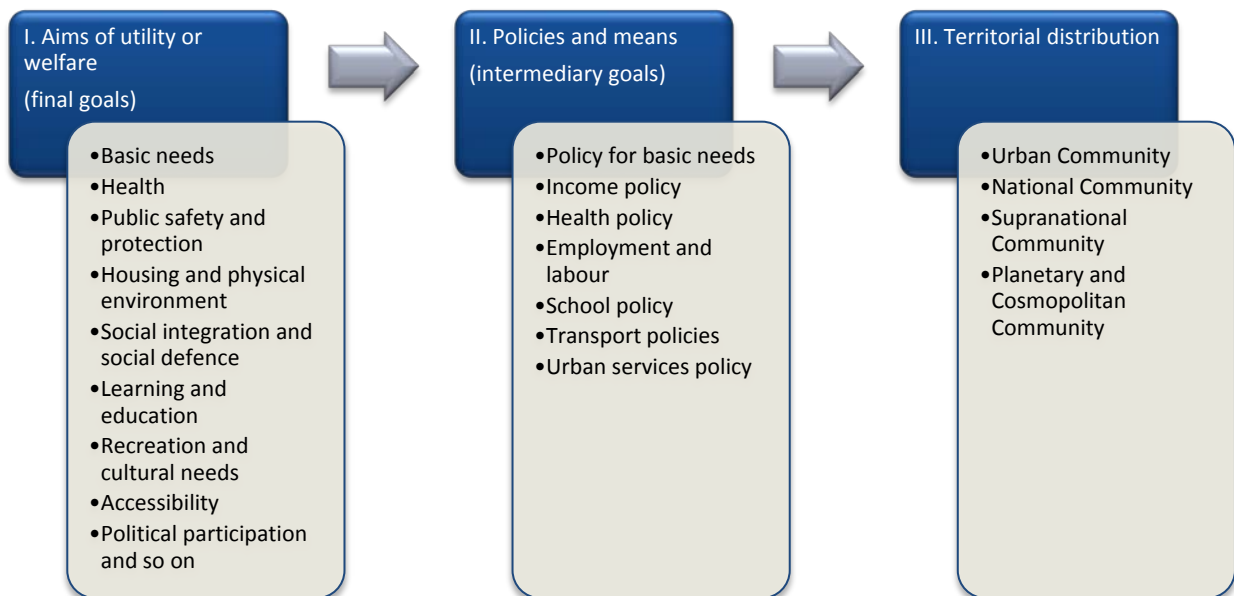 I. Aims of utility or
welfare
(final goals)
•Basic needs
•Health
•Public safety and
protection
•Housing and physical
environment
•Social integration and
social defence
•Learning and
education
•Recreation and
cultural needs
•Accessibility
•Political participation
and so on
II. Policies and means
(intermediary goals)
•Policy for basic needs
•Income policy
•Health policy
•Employment and
labour
•School policy
•Transport policies
•Urban services policy
III. Territorial distribution
•Urban Community
•National Community
•Supranational
Community
•Planetary and
Cosmopolitan
Community